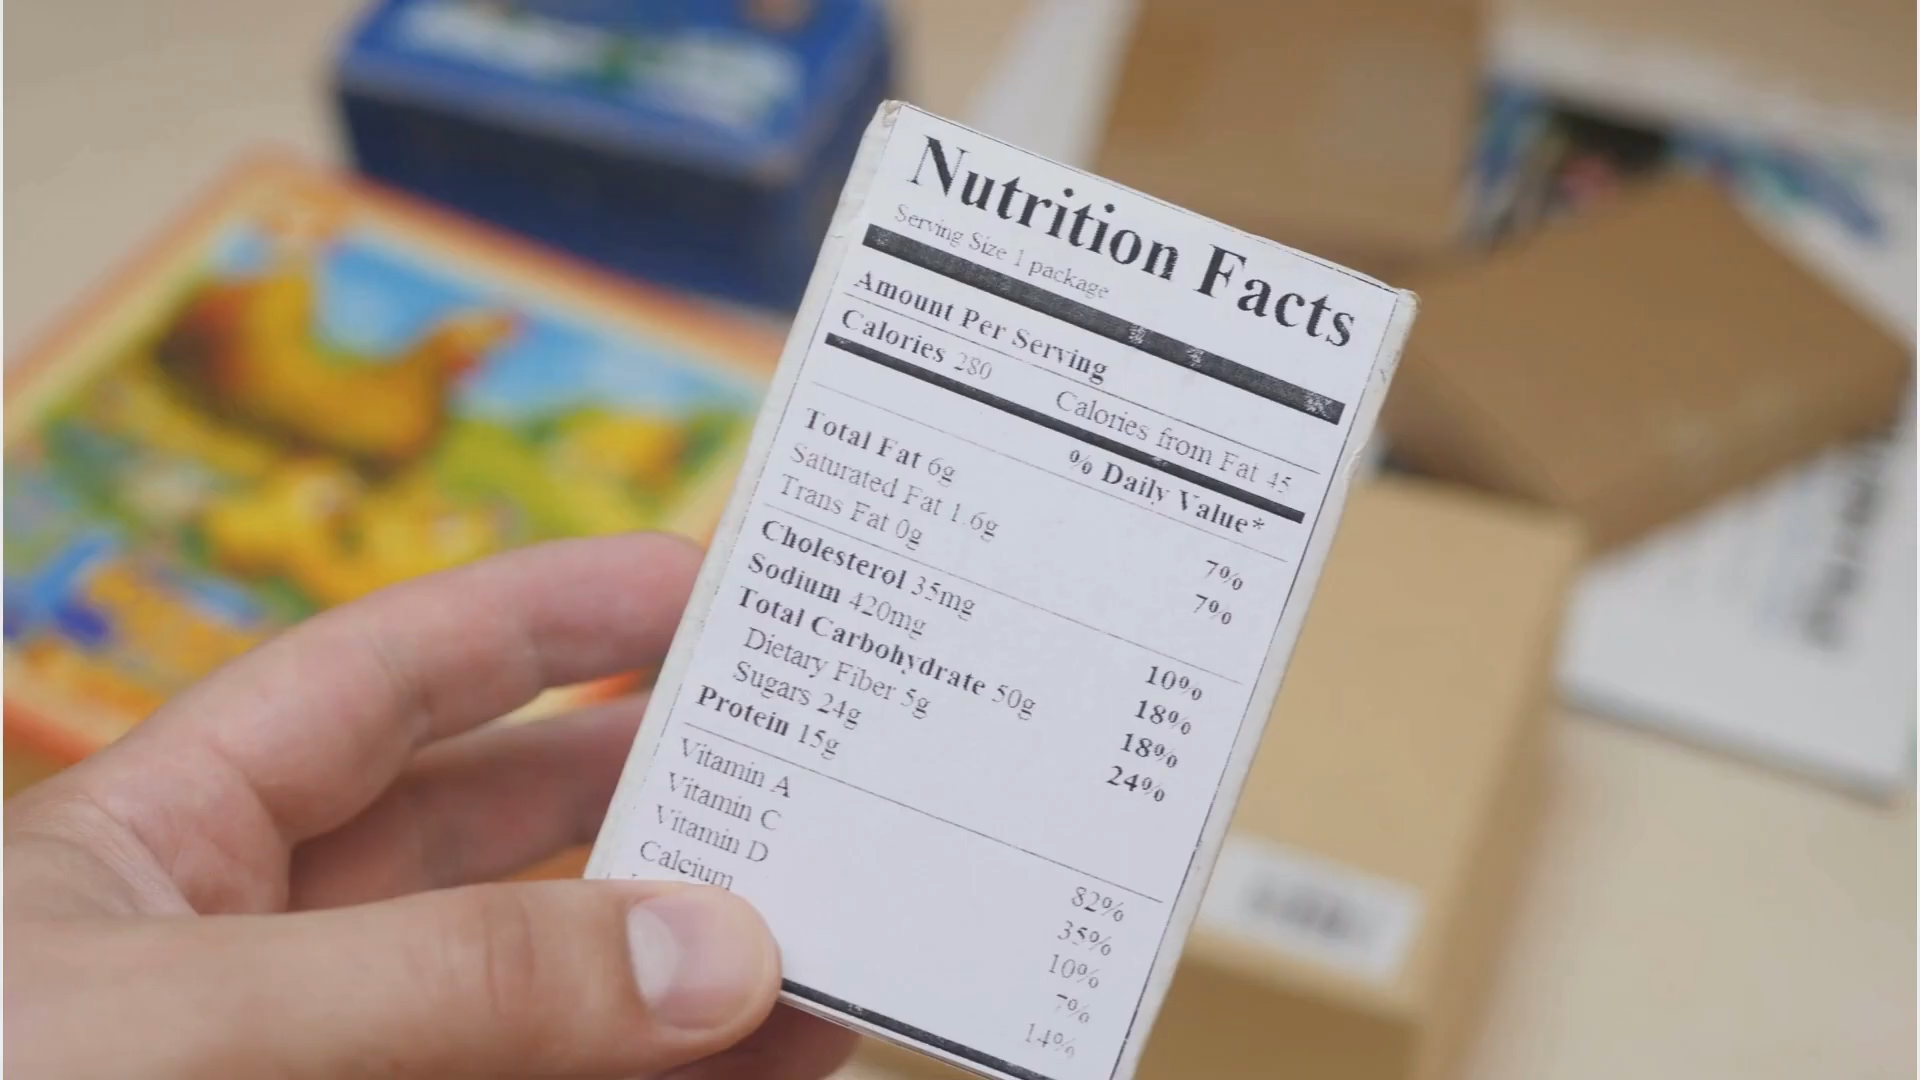 Nutrition Facts
Serving Size 1 package
Amount Per Serving
Calories 280 Calories from Fat 45
% Daily Value*
Total Fat 6g 7%
Saturated Fat 1.6g 7%
Trans Fat 0g
Cholesterol 35mg 10%
Sodium 420mg 18%
Total Carbohydrate 50g 18%
Dietary Fiber 5g 24%
Sugars 24g
Protein 15g
Vitamin A 82%
Vitamin C 35%
Vitamin D 10%
Calcium 7%
14%